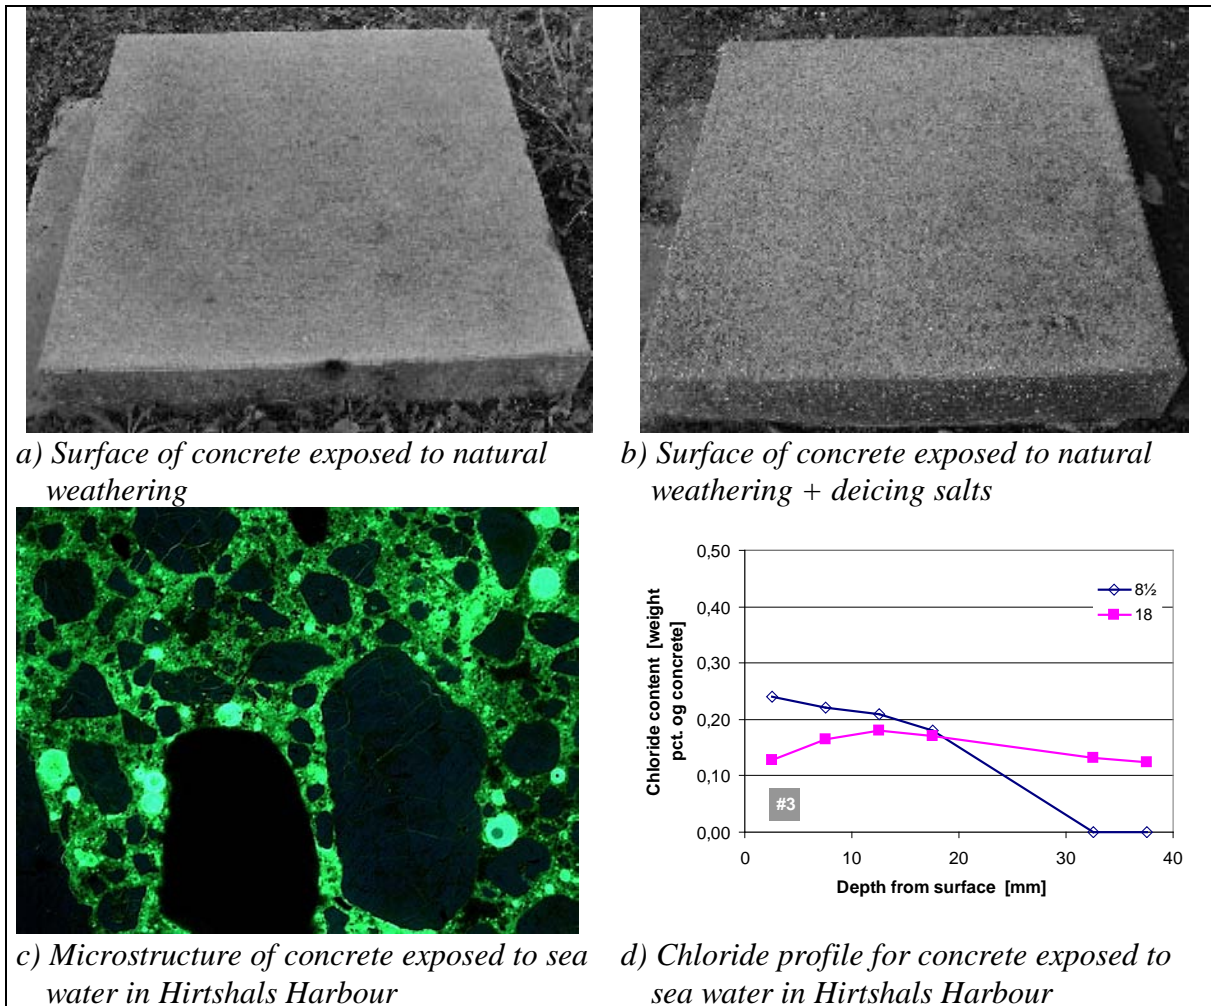 a) Surface of concrete exposed to natural
weathering
b) Surface of concrete exposed to natural
weathering + deicing salts
c) Microstructure of concrete exposed to sea
water in Hirtshals Harbour
Chloride content [weight
pct. og concrete]
0,50
0,40
0,30
0,20
0,10
0,00
8½
18
#3
0
10
20
30
40
Depth from surface [mm]
d) Chloride profile for concrete exposed to
sea water in Hirtshals Harbour